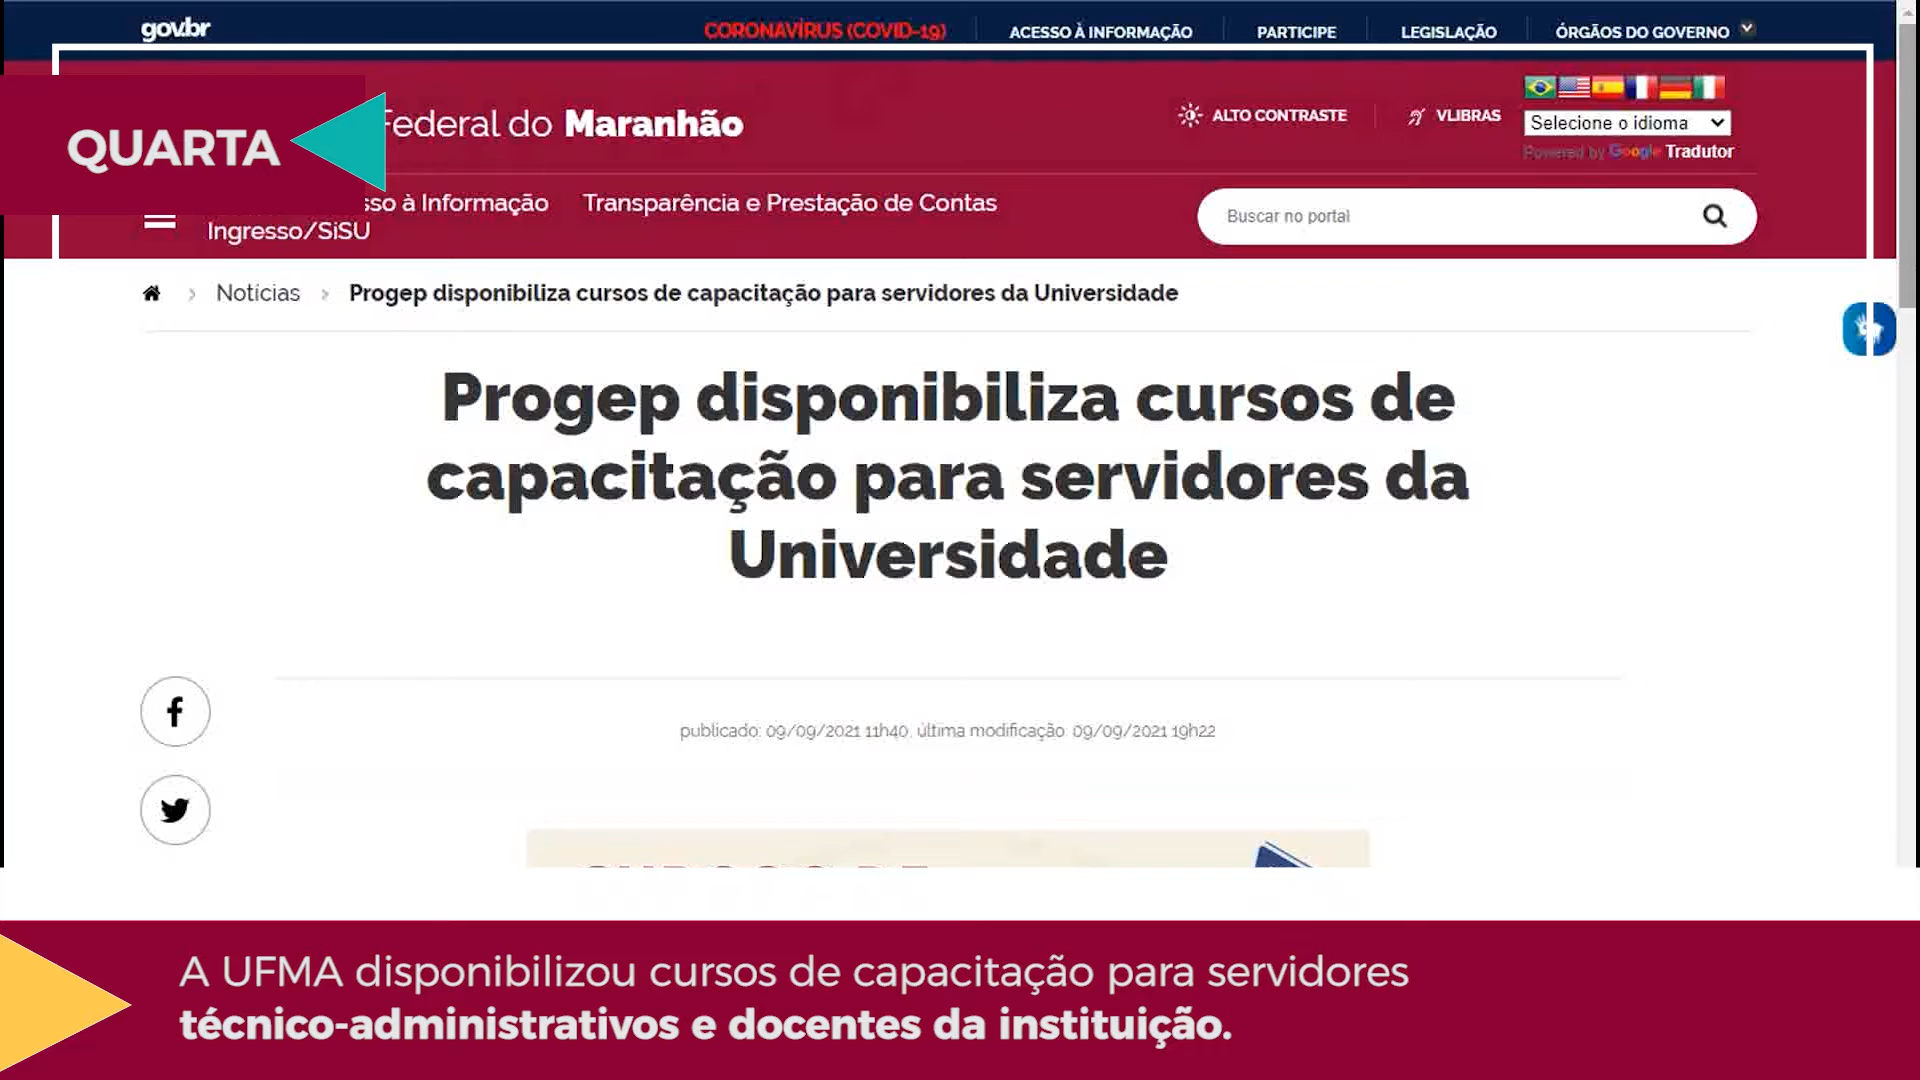 gov.br
CORONAVÍRUS (COVID-19)
ACESSO À INFORMAÇÃO
PARTICIPE
LEGISLAÇÃO
ÓRGÃOS DO GOVERNO
QUARTA
Federal do Maranhão
ALTO CONTRASTE
VLIBRAS
Selecione o idioma
Powered by Google Tradutor
sso à Informação
Transparência e Prestação de Contas
Ingresso/SiSU
Buscar no portal
Notícias
Progep disponibiliza cursos de capacitação para servidores da Universidade
Progep disponibiliza cursos de
capacitação para servidores da
Universidade
publicado: 09/09/2021 11h40, última modificação: 09/09/2021 19h22
A UFMA disponibilizou cursos de capacitação para servidores
técnico-administrativos e docentes da instituição.